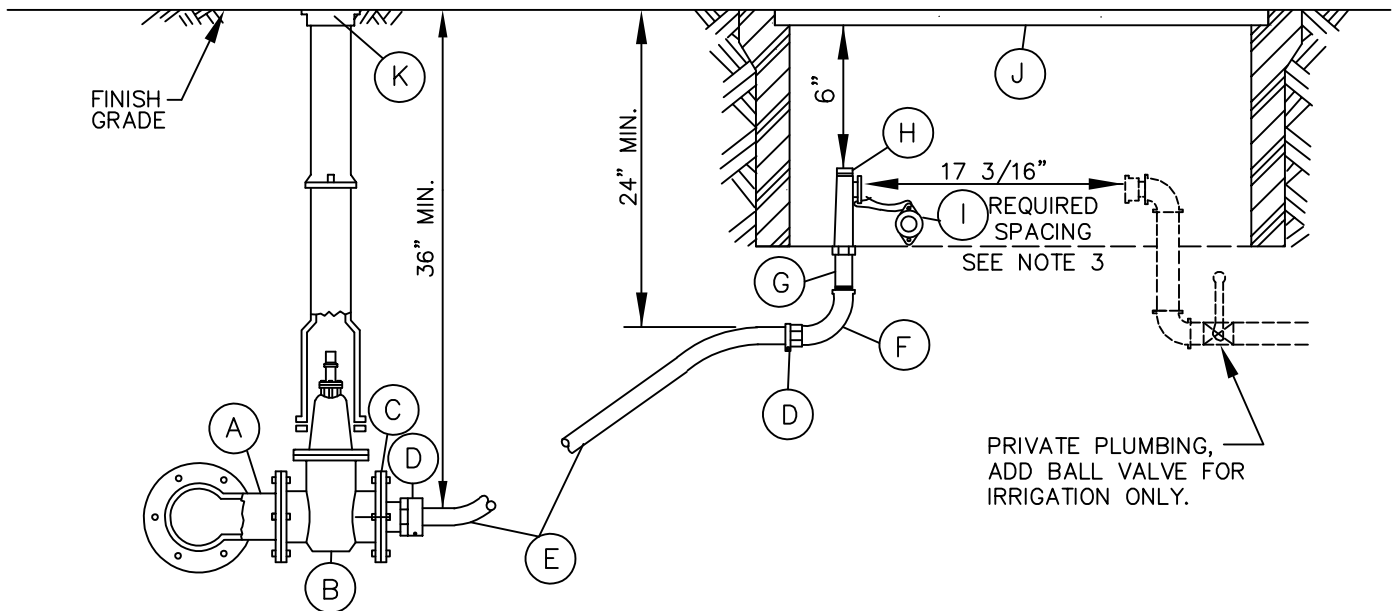 K
J
FINISH
GRADE
36" MIN.
24" MIN.
6"
H
17 3/16"
I
REQUIRED
SPACING
SEE NOTE 3
G
F
D
A
C
D
B
E
PRIVATE PLUMBING,
ADD BALL VALVE FOR
IRRIGATION ONLY.